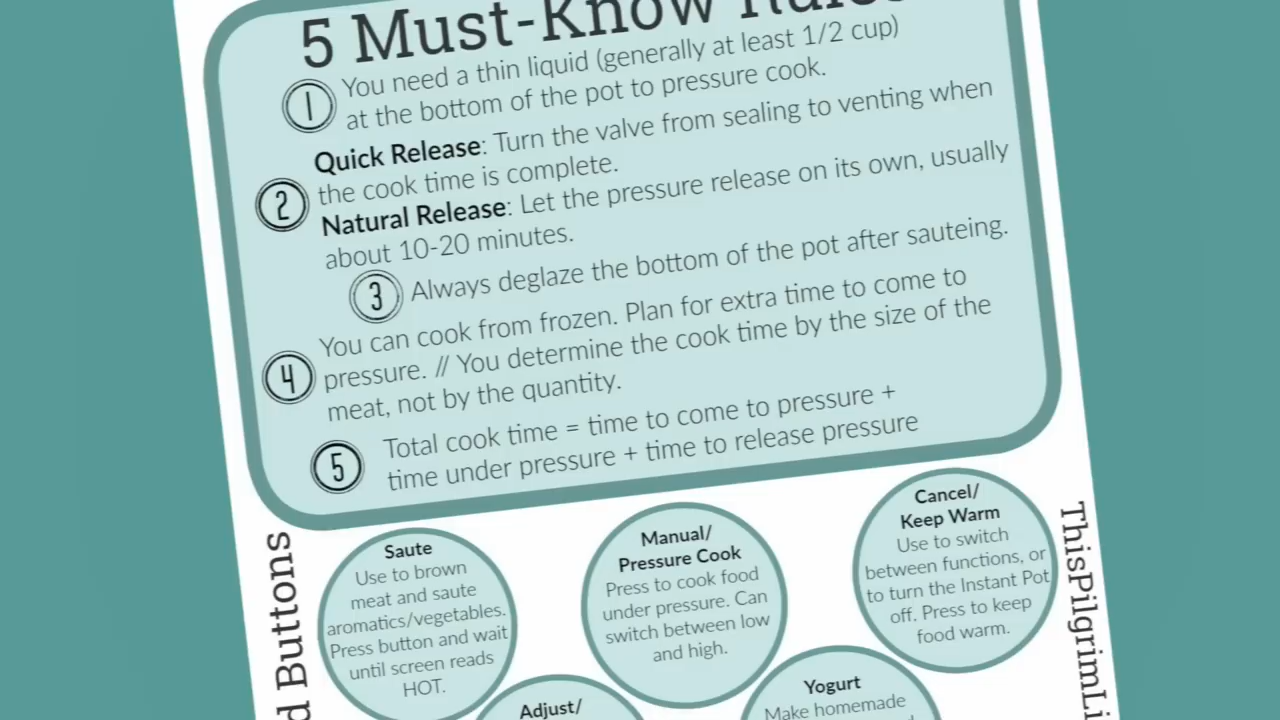 5 Must-Know Rules
1
You need a thin liquid (generally at least 1/2 cup)
at the bottom of the pot to pressure cook.
2
Quick Release: Turn the valve from sealing to venting when
the cook time is complete.
Natural Release: Let the pressure release on its own, usually
about 10-20 minutes.
3
Always deglaze the bottom of the pot after sauteing.
4
You can cook from frozen. Plan for extra time to come to
pressure. // You determine the cook time by the size of the
meat, not by the quantity.
5
Total cook time = time to come to pressure +
time under pressure + time to release pressure
d Buttons
Saute
Use to brown
meat and saute
aromatics/vegetables.
Press button and wait
until screen reads
HOT.
Manual/
Pressure Cook
Press to cook food
under pressure. Can
switch between low
and high.
Cancel/
Keep Warm
Use to switch
between functions, or
to turn the Instant Pot
off. Press to keep
food warm.
ThisPilgrimLi
Adjust/
Yogurt
Make homemade